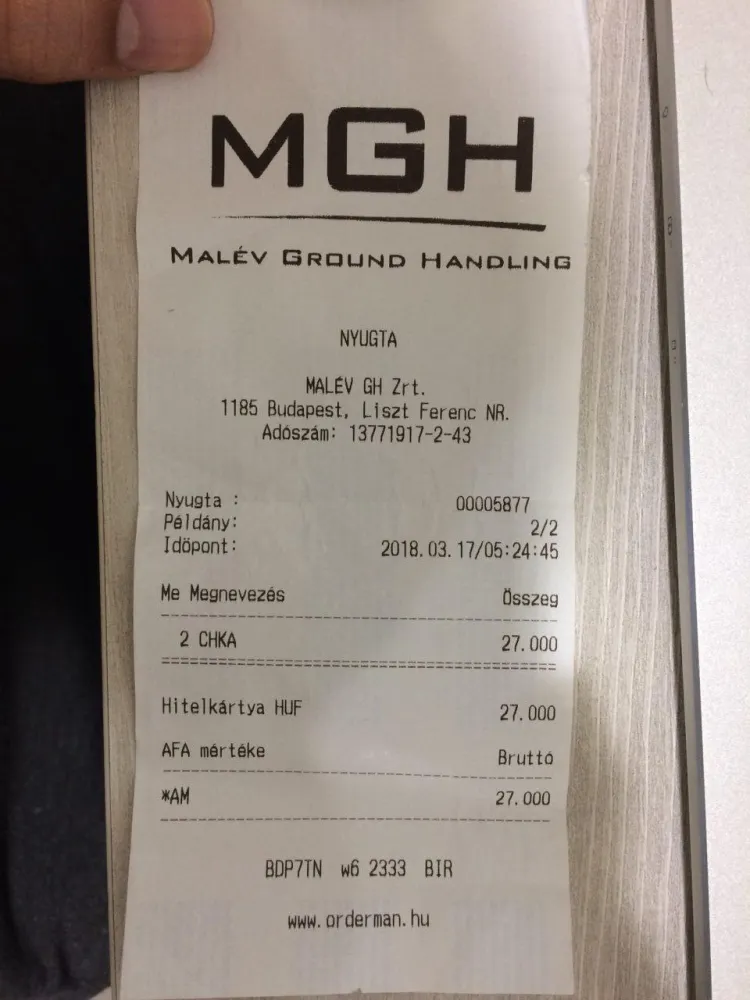 MGH
MALÉV GROUND HANDLING
NYUGTA
MALÉV GH Zrt.
1185 Budapest, Liszt Ferenc NR.
Adószám: 13771917-2-43
Nyugta : 00005877
Példány: 2/2
Idöpont: 2018.03.17/05:24:45
Me Megnevezés Összeg
2 CHKA 27.000
Hitelkártya HUF 27.000
AFA mértéke Bruttó
*AM 27.000
BDP7TN w6 2333 BIR
www.orderman.hu